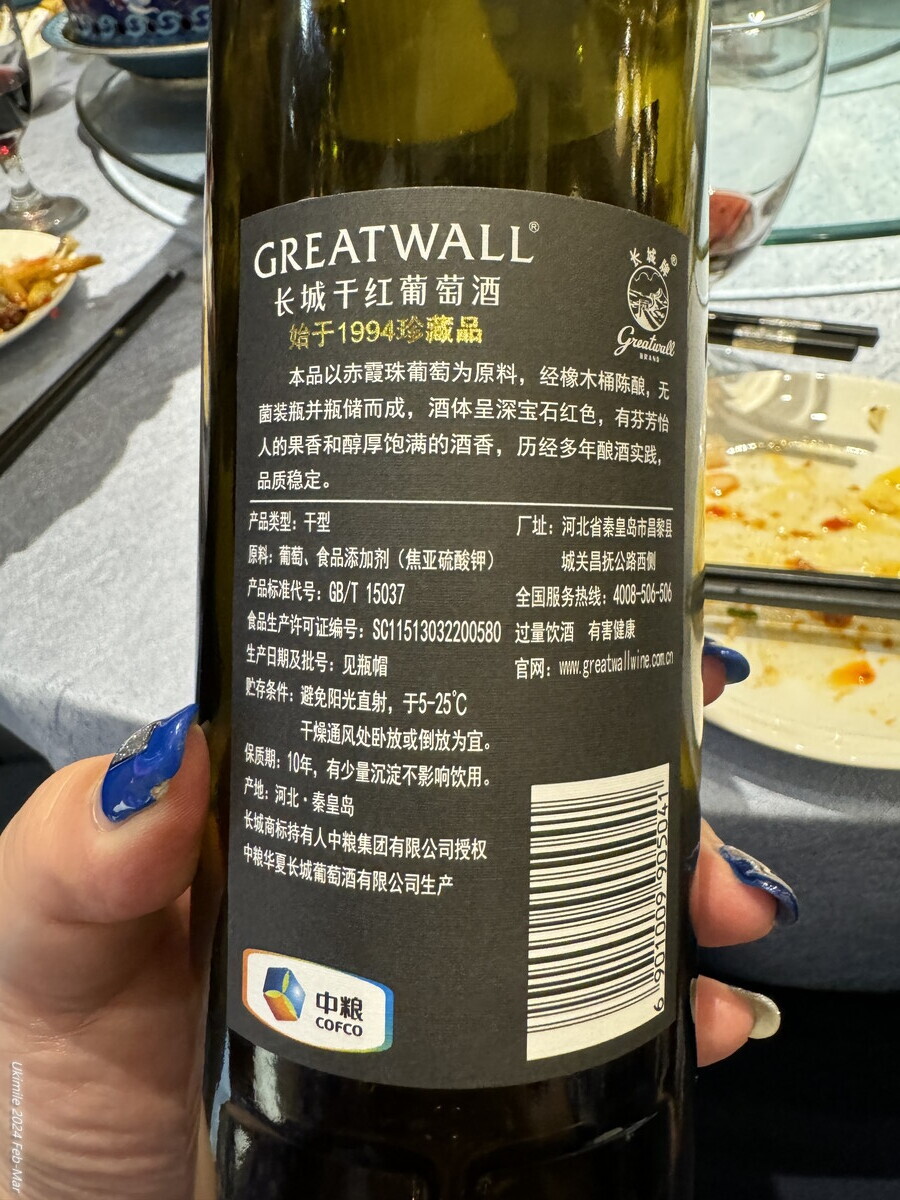 GREATWALL®
长城干红葡萄酒
始于1994珍藏品
长城牌®
Greatwall
BRAND
本品以赤霞珠葡萄为原料，经橡木桶陈酿，无
菌装瓶并瓶储而成，酒体呈深宝石红色，有芬芳怡
人的果香和醇厚饱满的酒香，历经多年酿酒实践，
品质稳定。
产品类型：干型
原料：葡萄、食品添加剂（焦亚硫酸钾）
产品标准代号：GB/T 15037
食品生产许可证编号：SC11513032200580
生产日期及批号：见瓶帽
贮存条件：避免阳光直射，于5-25℃
干燥通风处卧放或倒放为宜。
保质期：10年，有少量沉淀不影响饮用。
产地：河北·秦皇岛
长城商标持有人中粮集团有限公司授权
中粮华夏长城葡萄酒有限公司生产
厂址：河北省秦皇岛市昌黎县
城关昌抚公路西侧
全国服务热线：4008-506-506
过量饮酒 有害健康
官网：www.greatwallwine.com.cn
6 901009 905041
中粮
COFCO
Ukimile 2024 Feb-Mar